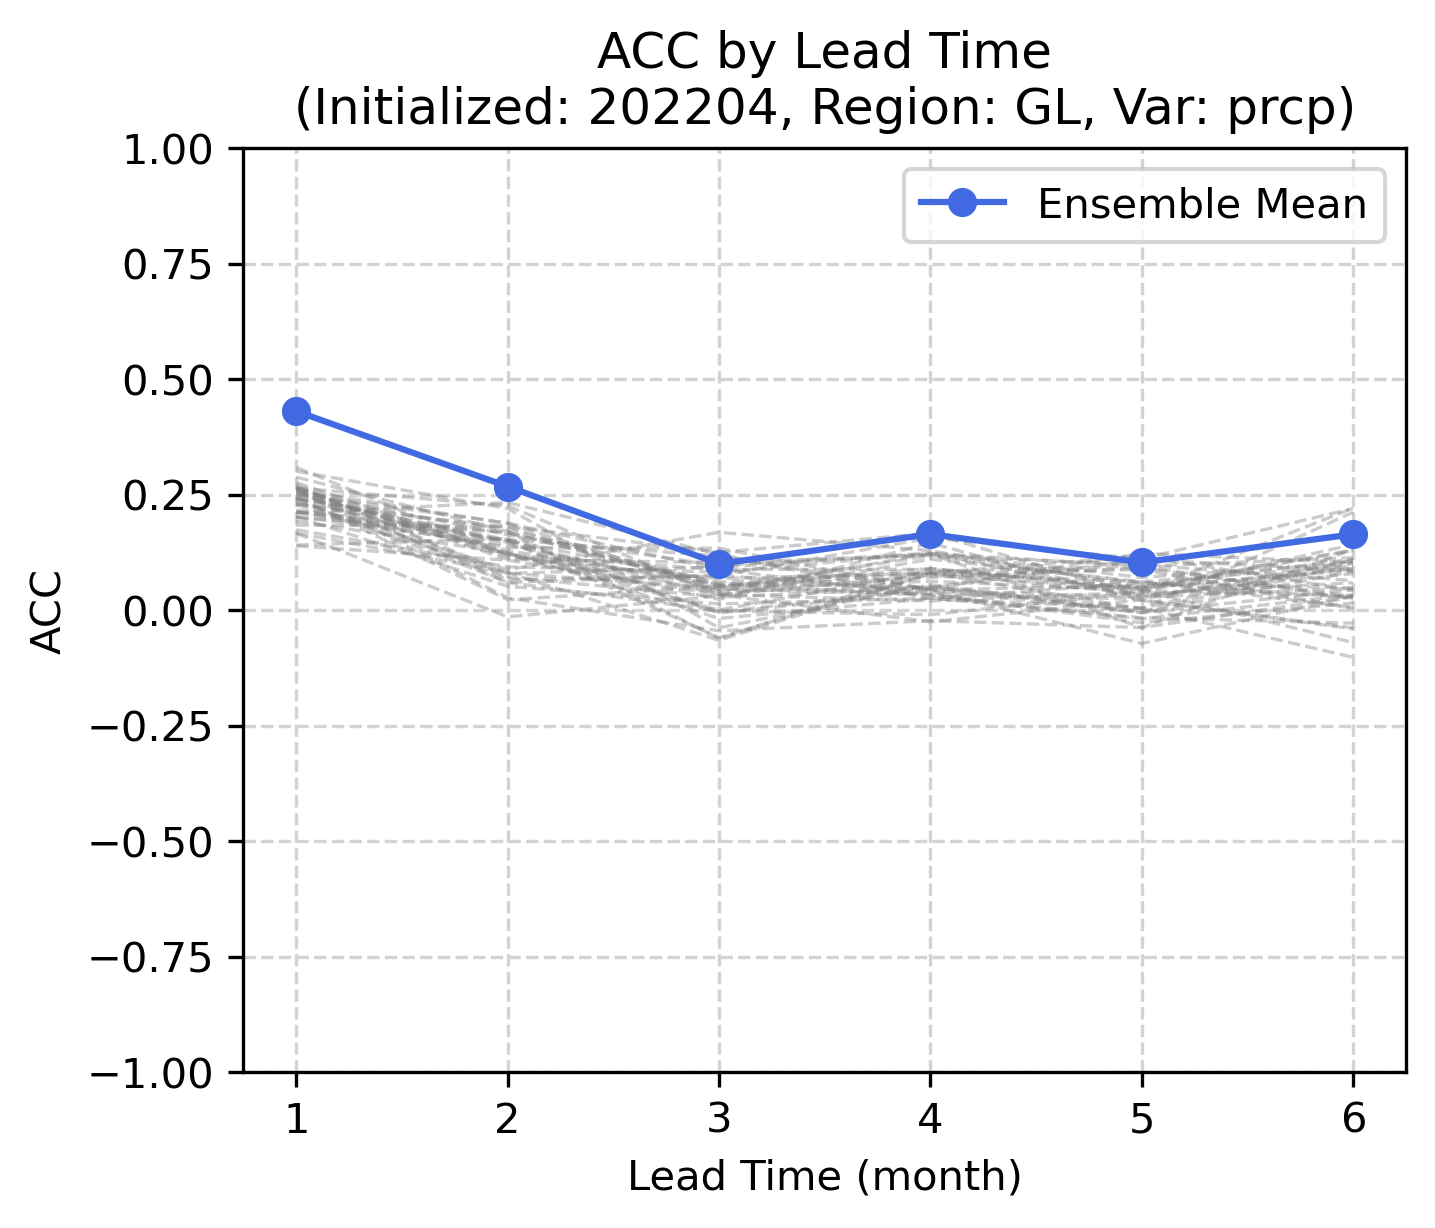 ACC by Lead Time
(Initialized: 202204, Region: GL, Var: prcp)
1.00
0.75
0.50
0.25
0.00
−0.25
−0.50
−0.75
−1.00
ACC
Ensemble Mean
1 2 3 4 5 6
Lead Time (month)